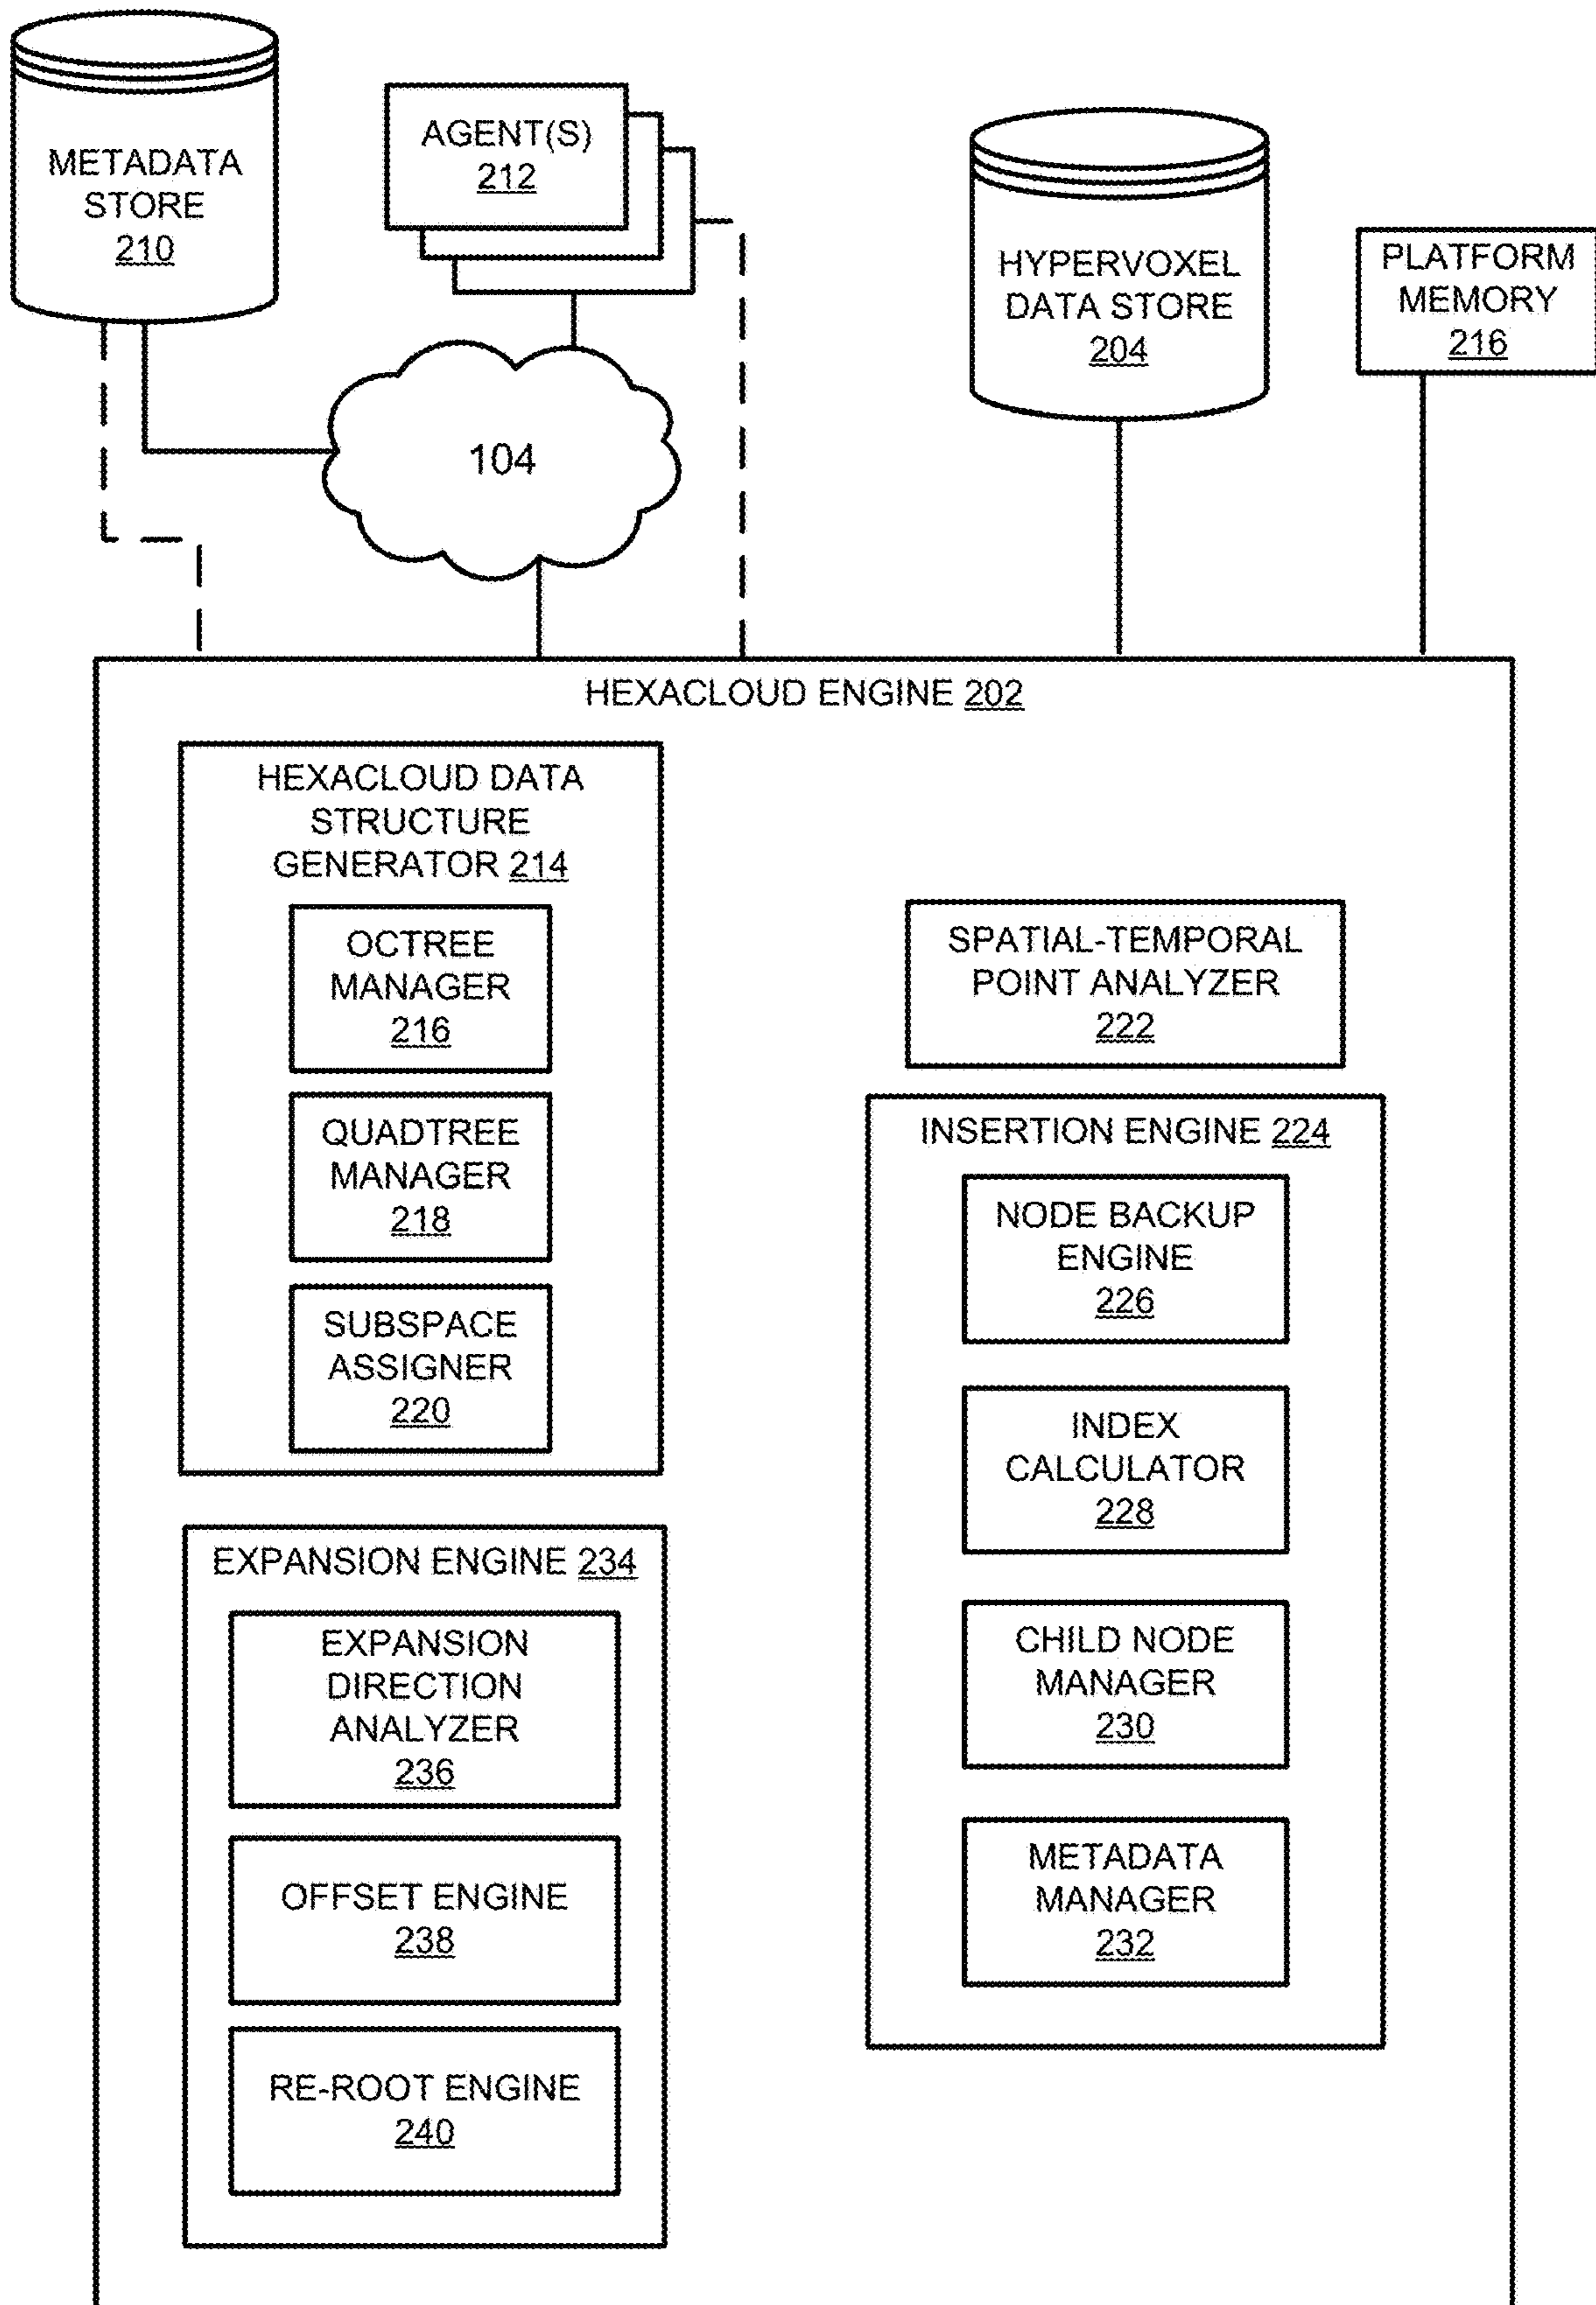 METADATA
STORE
210
AGENT(S)
212
HYPERVOXEL
DATA STORE
204
PLATFORM
MEMORY
216
104
HEXACLOUD ENGINE 202
HEXACLOUD DATA
STRUCTURE
GENERATOR 214
OCTREE
MANAGER
216
QUADTREE
MANAGER
218
SUBSPACE
ASSIGNER
220
SPATIAL-TEMPORAL
POINT ANALYZER
222
INSERTION ENGINE 224
NODE BACKUP
ENGINE
226
INDEX
CALCULATOR
228
CHILD NODE
MANAGER
230
METADATA
MANAGER
232
EXPANSION ENGINE 234
EXPANSION
DIRECTION
ANALYZER
236
OFFSET ENGINE
238
RE-ROOT ENGINE
240